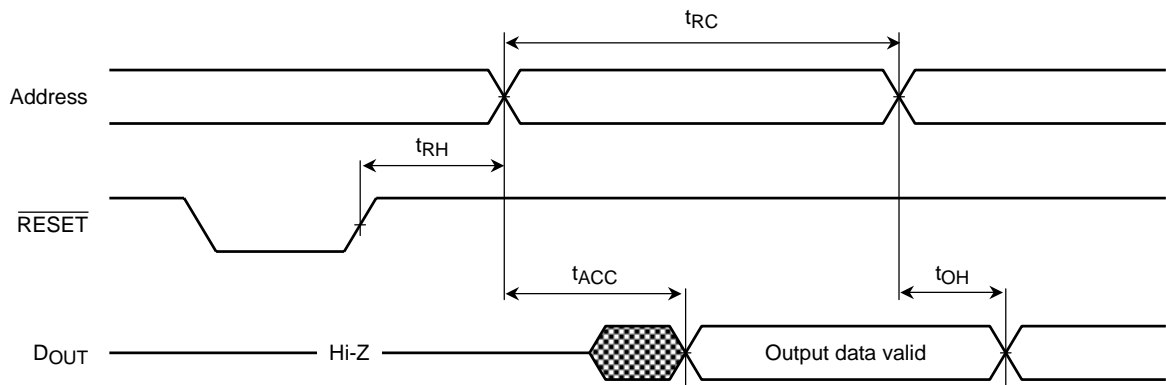 tRC
Address
tRH
RESET
tACC
tOH
DOUT
Hi-Z
Output data valid